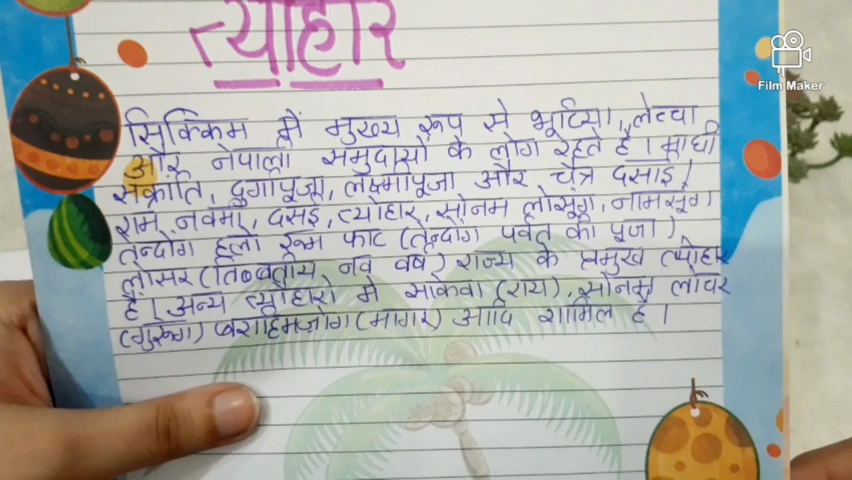 त्योहार
Film Maker
सिक्किम में मुख्य रूप से भूटिया, लेप्चा
और नेपाली समुदायों के लोग रहते है। माघी
संक्राति, दुर्गापूजा, लक्ष्मीपूजा और चैत्र दसाई/
राम नवमी, दसई, त्योहार, सोनम लोसूग, नामसूग
तेन्दोंग हलो रूम फाट (तेन्दोंग पर्वत की पूजा)
लोसर (तिब्बतीय नव वर्ष) राज्य के प्रमुख त्योहार
है। अन्य त्यौहारो में साकेवा (राय), सोनम लोचर
(गुरूंग) बराहिमज़ोग (मागर) आदि शामिल है।